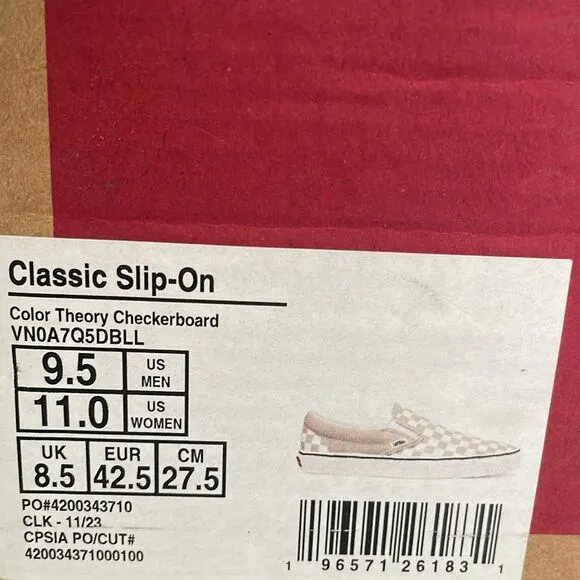 Classic Slip-On
Color Theory Checkerboard
VN0A7Q5DBLL
9.5 US MEN
11.0 US WOMEN
UK EUR CM
8.5 42.5 27.5
PO#4200343710
CLK - 11/23
CPSIA PO/CUT#
420034371000100
1 96571 26183 1